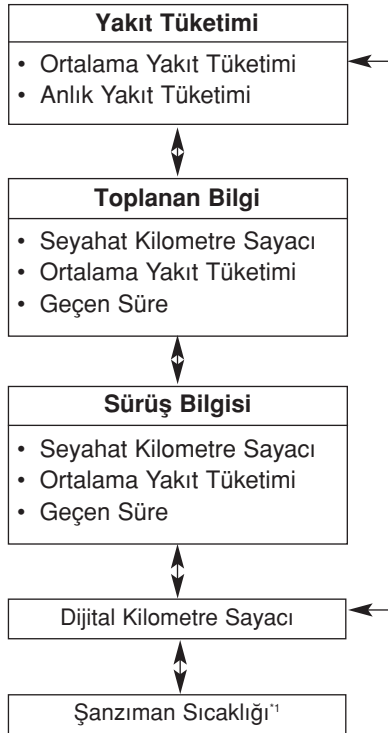 Yakıt Tüketimi
• Ortalama Yakıt Tüketimi
• Anlık Yakıt Tüketimi
Toplanan Bilgi
• Seyahat Kilometre Sayacı
• Ortalama Yakıt Tüketimi
• Geçen Süre
Sürüş Bilgisi
• Seyahat Kilometre Sayacı
• Ortalama Yakıt Tüketimi
• Geçen Süre
Dijital Kilometre Sayacı
Şanzıman Sıcaklığı*1